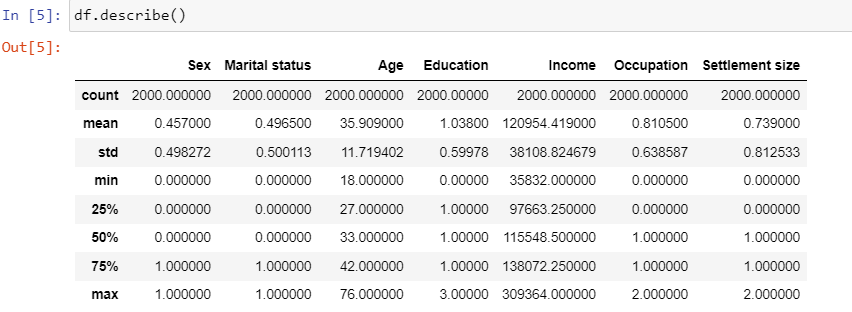 In [5]: df.describe()
Out[5]:
Sex Marital status Age Education Income Occupation Settlement size
count 2000.000000 2000.000000 2000.000000 2000.00000 2000.000000 2000.000000 2000.000000
mean 0.457000 0.496500 35.909000 1.03800 120954.419000 0.810500 0.739000
std 0.498272 0.500113 11.719402 0.59978 38108.824679 0.638587 0.812533
min 0.000000 0.000000 18.000000 0.00000 35832.000000 0.000000 0.000000
25% 0.000000 0.000000 27.000000 1.00000 97663.250000 0.000000 0.000000
50% 0.000000 0.000000 33.000000 1.00000 115548.500000 1.000000 1.000000
75% 1.000000 1.000000 42.000000 1.00000 138072.250000 1.000000 1.000000
max 1.000000 1.000000 76.000000 3.00000 309364.000000 2.000000 2.000000